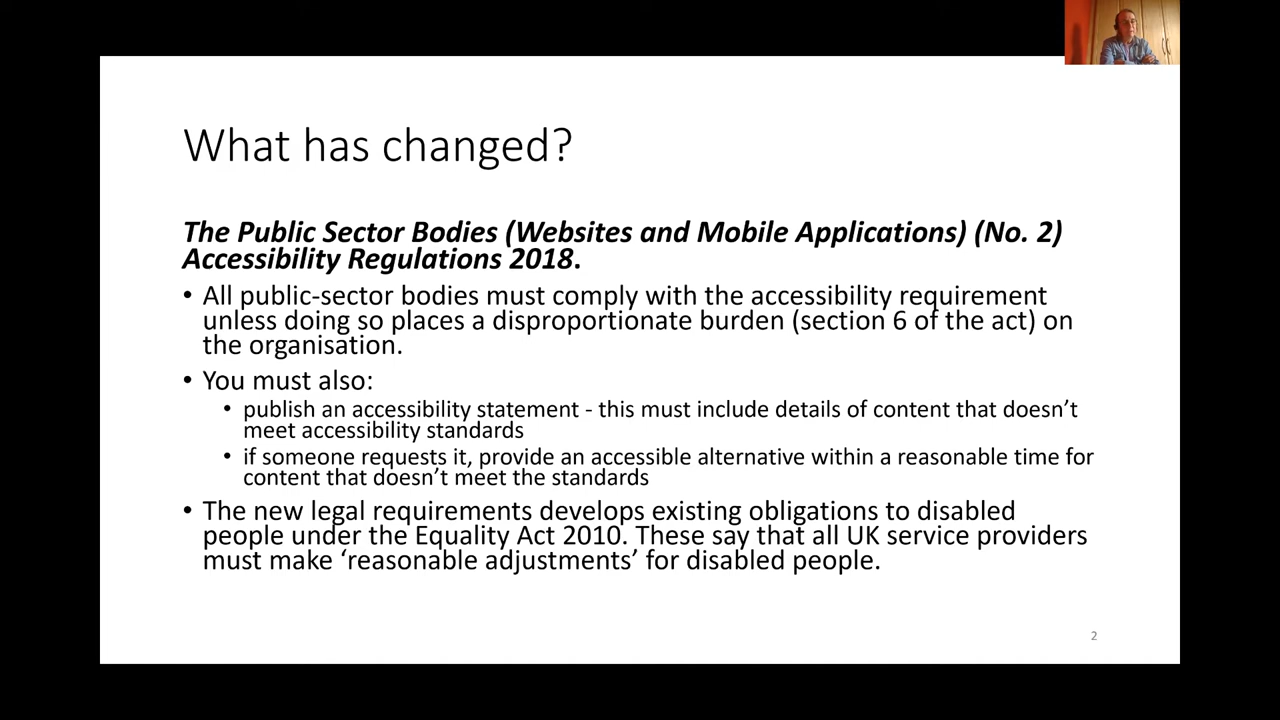 What has changed?
The Public Sector Bodies (Websites and Mobile Applications) (No. 2)
Accessibility Regulations 2018.
• All public-sector bodies must comply with the accessibility requirement
unless doing so places a disproportionate burden (section 6 of the act) on
the organisation.
• You must also:
• publish an accessibility statement - this must include details of content that doesn’t
meet accessibility standards
• if someone requests it, provide an accessible alternative within a reasonable time for
content that doesn’t meet the standards
• The new legal requirements develops existing obligations to disabled
people under the Equality Act 2010. These say that all UK service providers
must make ‘reasonable adjustments’ for disabled people.
2